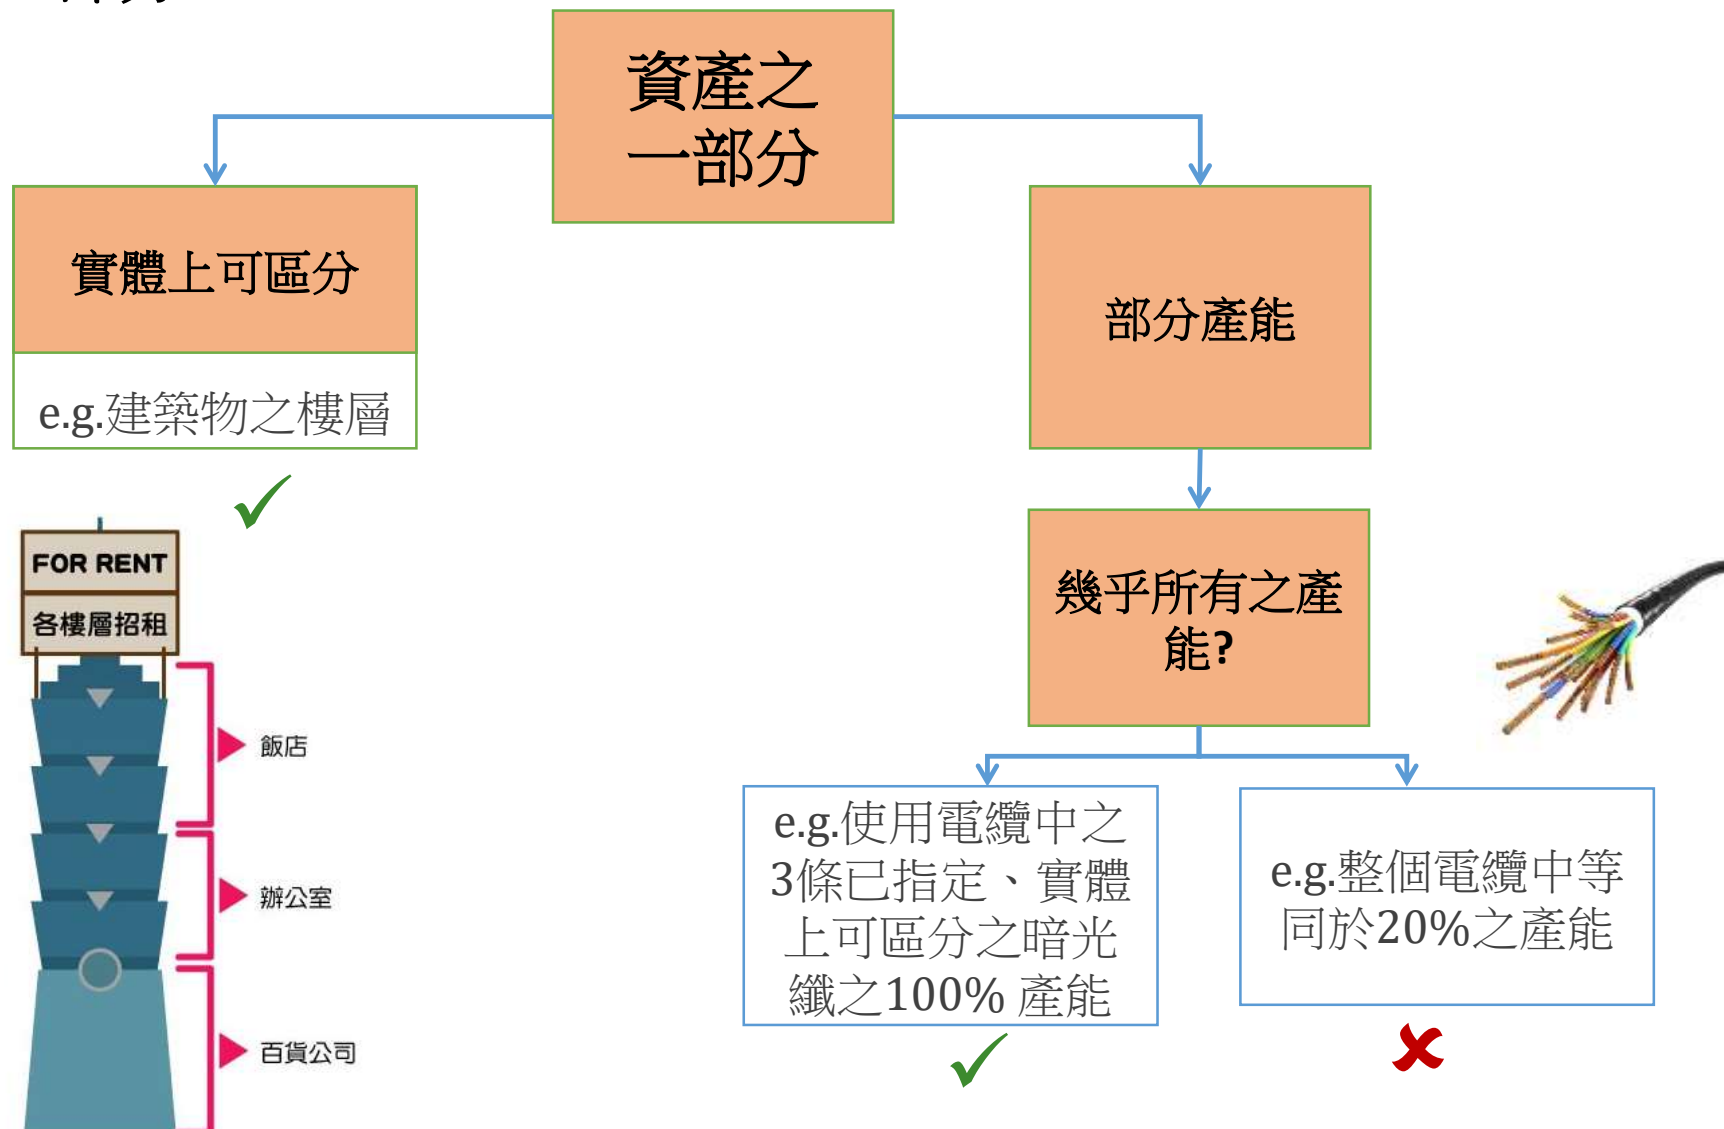 資產之
一部分
實體上可區分
e.g.建築物之樓層
部分產能
幾乎所有之產
能?
e.g.使用電纜中之
3條已指定、實體
上可區分之暗光
纖之100% 產能
e.g.整個電纜中等
同於20%之產能
FOR RENT
各樓層招租
飯店
辦公室
百貨公司